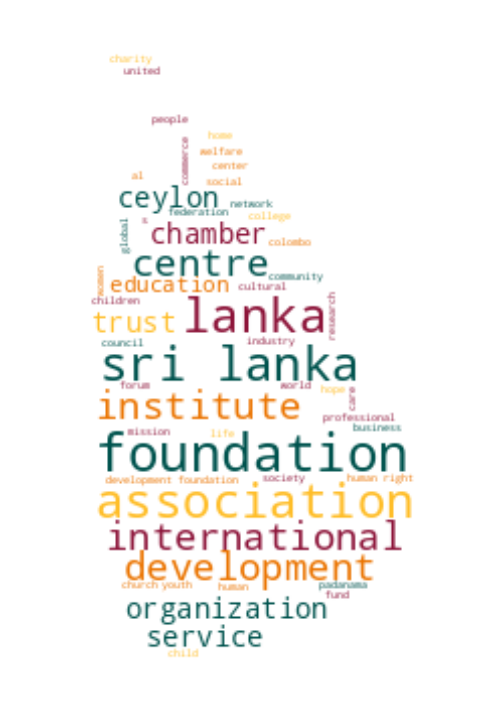 charity
united
people
home
commerce
welfare
center
al
social
ceylon
network
federation
s
college
global
chamber
colombo
centre
community
women
education
cultural
children
lanka
research
trust
council
industry
sri lanka
forum
world
hope
care
institute
professional
business
mission
life
foundation
development foundation
society
human right
association
international
development
church
youth
human
padanama
fund
organization
service
child